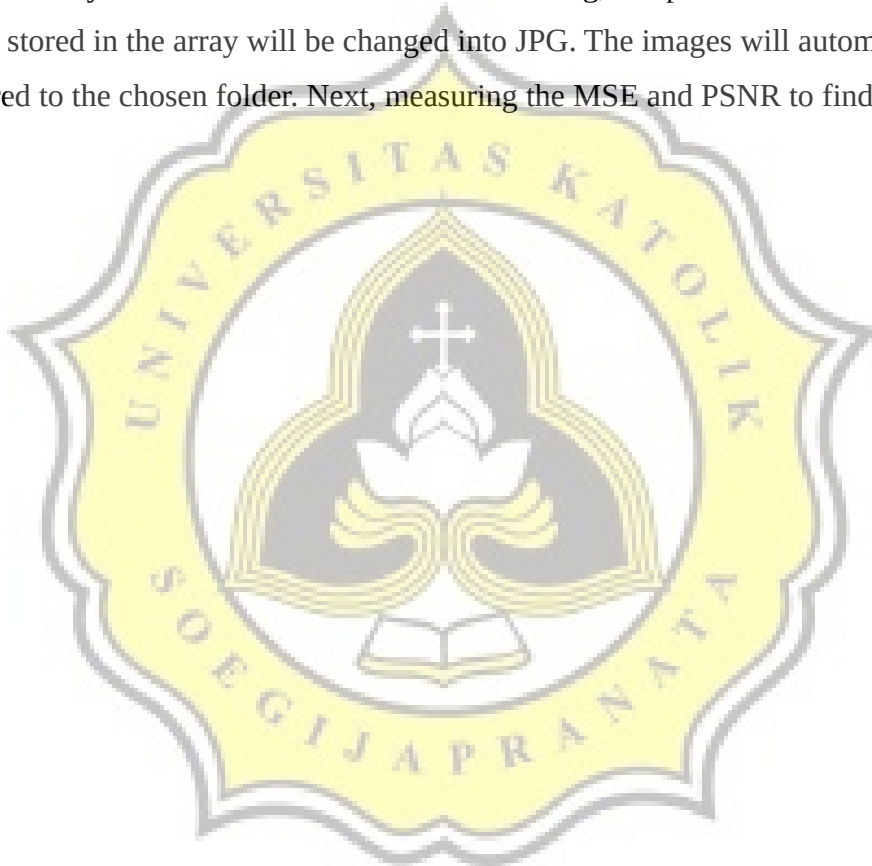 stored in the array will be changed into JPG. The images will autom
red to the chosen folder. Next, measuring the MSE and PSNR to find
UNIVERSITAS KATOLIK
SOEGIJAPRANATA